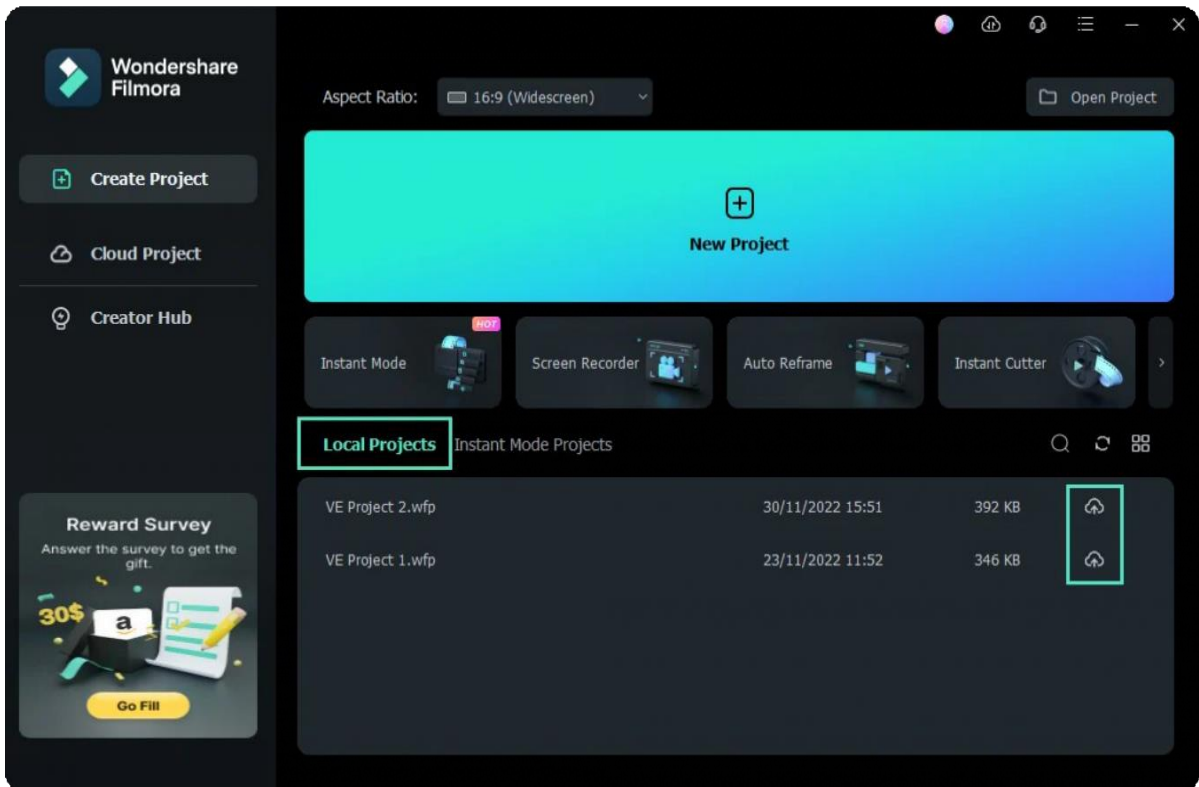 Wondershare
Filmora
Create Project
Cloud Project
Creator Hub
Reward Survey
Answer the survey to get the
gift.
30$
a
Go Fill
Aspect Ratio: 16:9 (Widescreen)
Open Project
New Project
Instant Mode
HOT
Screen Recorder
Auto Reframe
Instant Cutter
Local Projects Instant Mode Projects
VE Project 2.wfp 30/11/2022 15:51 392 KB
VE Project 1.wfp 23/11/2022 11:52 346 KB